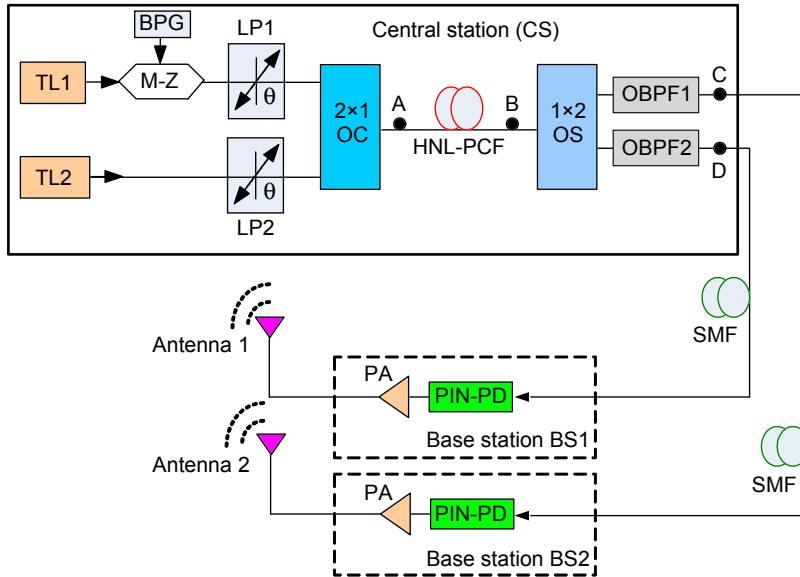 BPG
LP1
Central station (CS)
TL1
M-Z
θ
2×1
OC
A
HNL-PCF
B
1×2
OS
OBPF1
C
OBPF2
D
TL2
θ
LP2
SMF
Antenna 1
PA
PIN-PD
Base station BS1
Antenna 2
PA
PIN-PD
Base station BS2
SMF